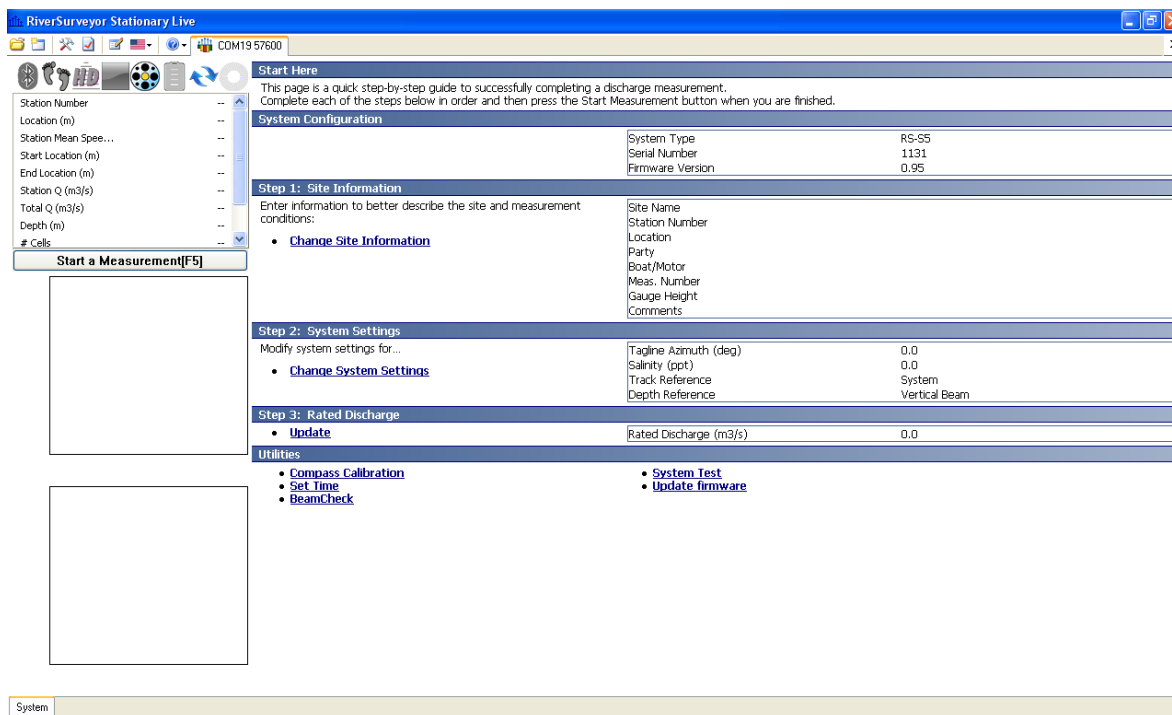 RiverSurveyor Stationary Live
COM19 57600
HD
Station Number --
Location (m) --
Station Mean Spee... --
Start Location (m) --
End Location (m) --
Station Q (m3/s) --
Total Q (m3/s) --
Depth (m) --
# Cells --
Start a Measurement[F5]
Start Here
This page is a quick step-by-step guide to successfully completing a discharge measurement.
Complete each of the steps below in order and then press the Start Measurement button when you are finished.
System Configuration
System Type RS-S5
Serial Number 1131
Firmware Version 0.95
Step 1: Site Information
Enter information to better describe the site and measurement
conditions:
• Change Site Information
Site Name
Station Number
Location
Party
Boat/Motor
Meas. Number
Gauge Height
Comments
Step 2: System Settings
Modify system settings for...
• Change System Settings
Tagline Azimuth (deg) 0.0
Salinity (ppt) 0.0
Track Reference System
Depth Reference Vertical Beam
Step 3: Rated Discharge
• Update
Rated Discharge (m3/s) 0.0
Utilities
• Compass Calibration
• Set Time
• BeamCheck
• System Test
• Update firmware
System